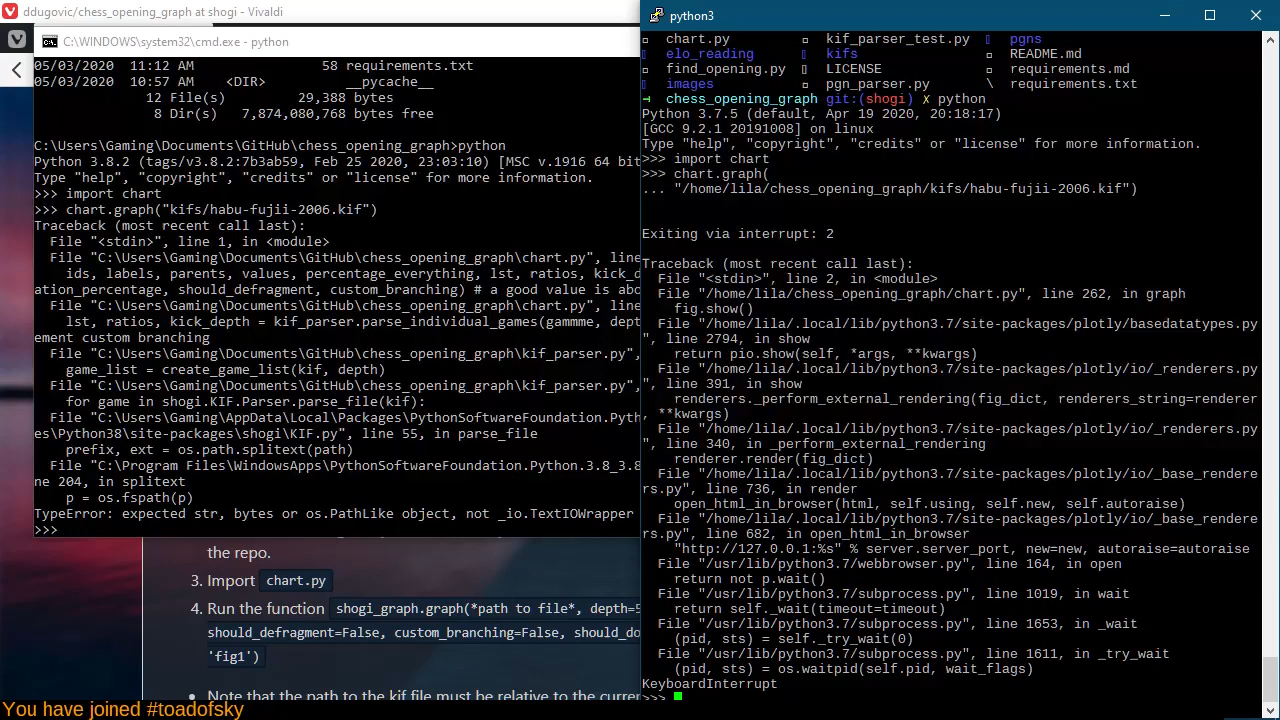 ddugovic/chess_opening_graph at shogi - Vivaldi
C:\WINDOWS\system32\cmd.exe - python
05/03/2020  11:12 AM                58 requirements.txt
05/03/2020  10:57 AM    <DIR>          __pycache__
              12 File(s)         29,388 bytes
               8 Dir(s)   7,874,080,768 bytes free
C:\Users\Gaming\Documents\GitHub\chess_opening_graph>python
Python 3.8.2 (tags/v3.8.2:7b3ab59, Feb 25 2020, 23:03:10) [MSC v.1916 64 bit
Type "help", "copyright", "credits" or "license" for more information.
>>> import chart
>>> chart.graph("kifs/habu-fujii-2006.kif")
Traceback (most recent call last):
  File "<stdin>", line 1, in <module>
  File "C:\Users\Gaming\Documents\GitHub\chess_opening_graph\chart.py", line
    ids, labels, parents, values, percentage_everything, lst, ratios, kick_d
ation_percentage, should_defragment, custom_branching) # a good value is abo
  File "C:\Users\Gaming\Documents\GitHub\chess_opening_graph\chart.py", line
    lst, ratios, kick_depth = kif_parser.parse_individual_games(gammme, dept
ement custom branching
  File "C:\Users\Gaming\Documents\GitHub\chess_opening_graph\kif_parser.py",
    game_list = create_game_list(kif, depth)
  File "C:\Users\Gaming\Documents\GitHub\chess_opening_graph\kif_parser.py",
    for game in shogi.KIF.Parser.parse_file(kif):
  File "C:\Users\Gaming\AppData\Local\Packages\PythonSoftwareFoundation.Pyth
es\Python38\site-packages\shogi\KIF.py", line 55, in parse_file
    prefix, ext = os.path.splitext(path)
  File "C:\Program Files\WindowsApps\PythonSoftwareFoundation.Python.3.8_3.8
ne 204, in splitext
    p = os.fspath(p)
TypeError: expected str, bytes or os.PathLike object, not _io.TextIOWrapper
>>>
the repo.
3. Import chart.py
4. Run the function shogi_graph.graph(*path to file*, depth=5
should_defragment=False, custom_branching=False, should_do
'fig1')
• Note that the path to the kif file must be relative to the curre
You have joined #toadofsky
python3
chart.py kif_parser_test.py pgns
elo_reading kifs README.md
find_opening.py LICENSE requirements.md
images pgn_parser.py requirements.txt
→ chess_opening_graph git:(shogi) ✗ python
Python 3.7.5 (default, Apr 19 2020, 20:18:17)
[GCC 9.2.1 20191008] on linux
Type "help", "copyright", "credits" or "license" for more information.
>>> import chart
>>> chart.graph(
... "/home/lila/chess_opening_graph/kifs/habu-fujii-2006.kif")
Exiting via interrupt: 2
Traceback (most recent call last):
  File "<stdin>", line 2, in <module>
  File "/home/lila/chess_opening_graph/chart.py", line 262, in graph
    fig.show()
  File "/home/lila/.local/lib/python3.7/site-packages/plotly/basedatatypes.py
", line 2794, in show
    return pio.show(self, *args, **kwargs)
  File "/home/lila/.local/lib/python3.7/site-packages/plotly/io/_renderers.py
", line 391, in show
    renderers._perform_external_rendering(fig_dict, renderers_string=renderer
, **kwargs)
  File "/home/lila/.local/lib/python3.7/site-packages/plotly/io/_renderers.py
", line 340, in _perform_external_rendering
    renderer.render(fig_dict)
  File "/home/lila/.local/lib/python3.7/site-packages/plotly/io/_base_rendere
rs.py", line 736, in render
    open_html_in_browser(html, self.using, self.new, self.autoraise)
  File "/home/lila/.local/lib/python3.7/site-packages/plotly/io/_base_rendere
rs.py", line 682, in open_html_in_browser
    "http://127.0.0.1:%s" % server.server_port, new=new, autoraise=autoraise
  File "/usr/lib/python3.7/webbrowser.py", line 164, in open
    return not p.wait()
  File "/usr/lib/python3.7/subprocess.py", line 1019, in wait
    return self._wait(timeout=timeout)
  File "/usr/lib/python3.7/subprocess.py", line 1653, in _wait
    (pid, sts) = self._try_wait(0)
  File "/usr/lib/python3.7/subprocess.py", line 1611, in _try_wait
    (pid, sts) = os.waitpid(self.pid, wait_flags)
KeyboardInterrupt
>>>